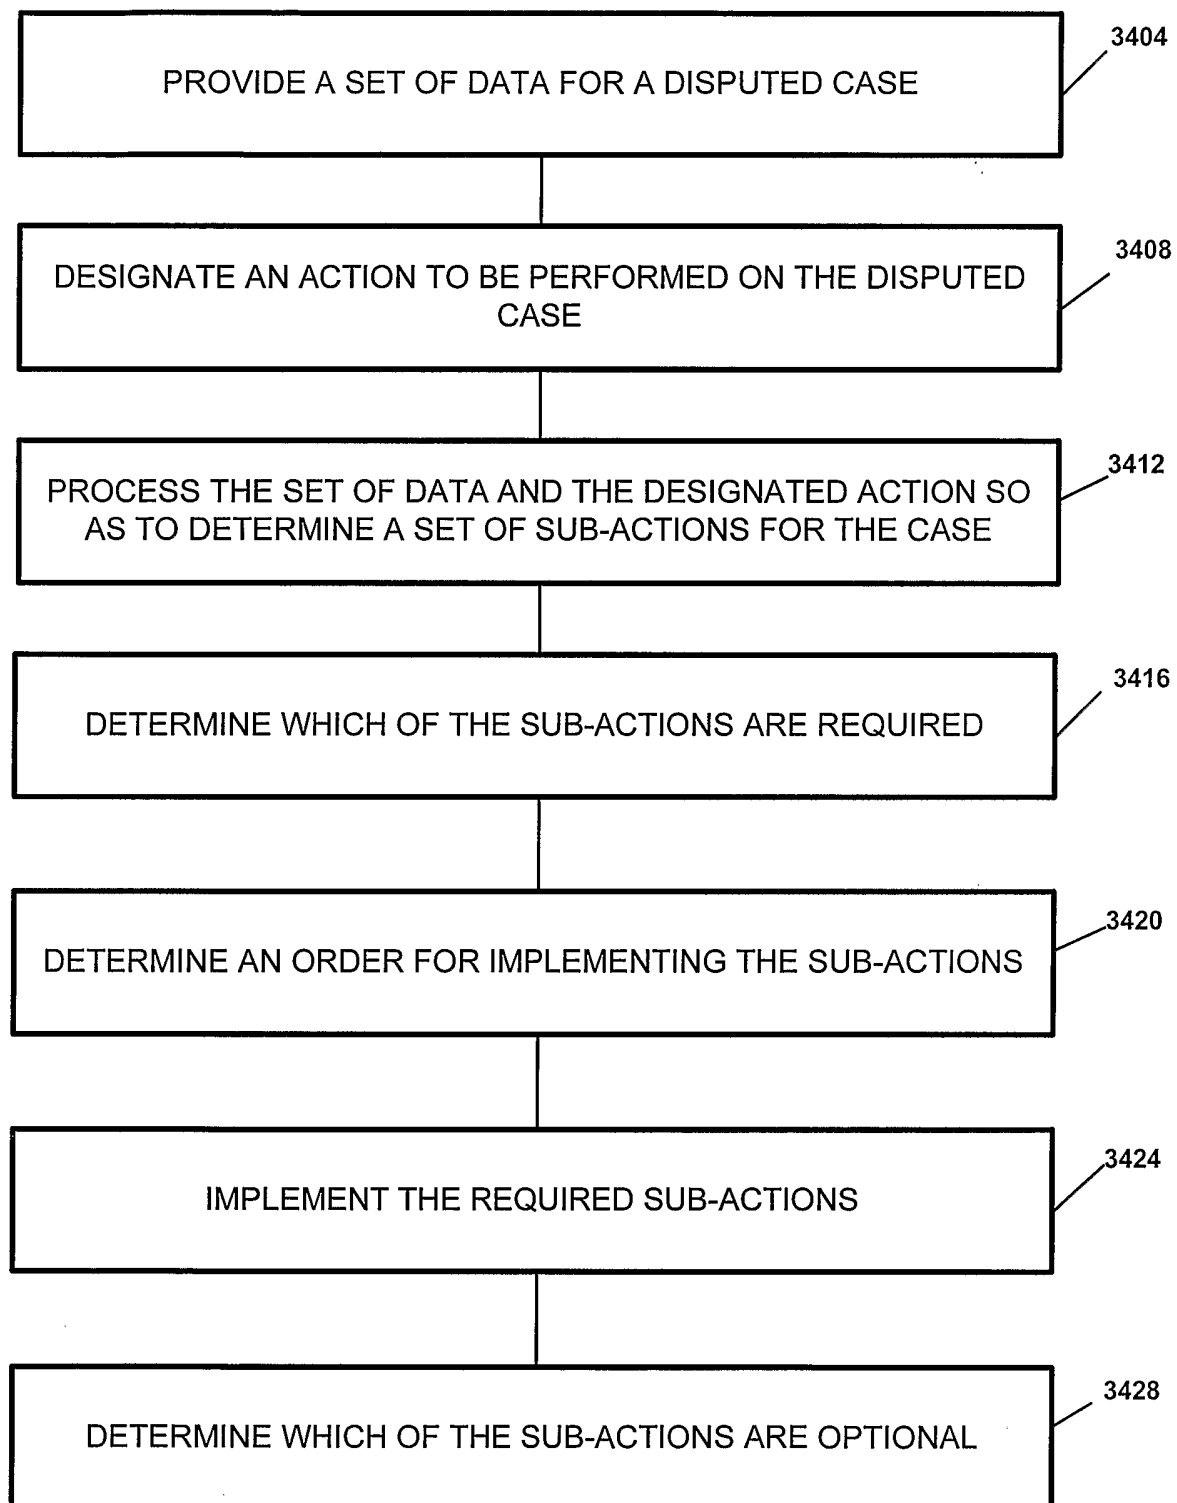 3404
PROVIDE A SET OF DATA FOR A DISPUTED CASE
3408
DESIGNATE AN ACTION TO BE PERFORMED ON THE DISPUTED
CASE
3412
PROCESS THE SET OF DATA AND THE DESIGNATED ACTION SO
AS TO DETERMINE A SET OF SUB-ACTIONS FOR THE CASE
3416
DETERMINE WHICH OF THE SUB-ACTIONS ARE REQUIRED
3420
DETERMINE AN ORDER FOR IMPLEMENTING THE SUB-ACTIONS
3424
IMPLEMENT THE REQUIRED SUB-ACTIONS
3428
DETERMINE WHICH OF THE SUB-ACTIONS ARE OPTIONAL